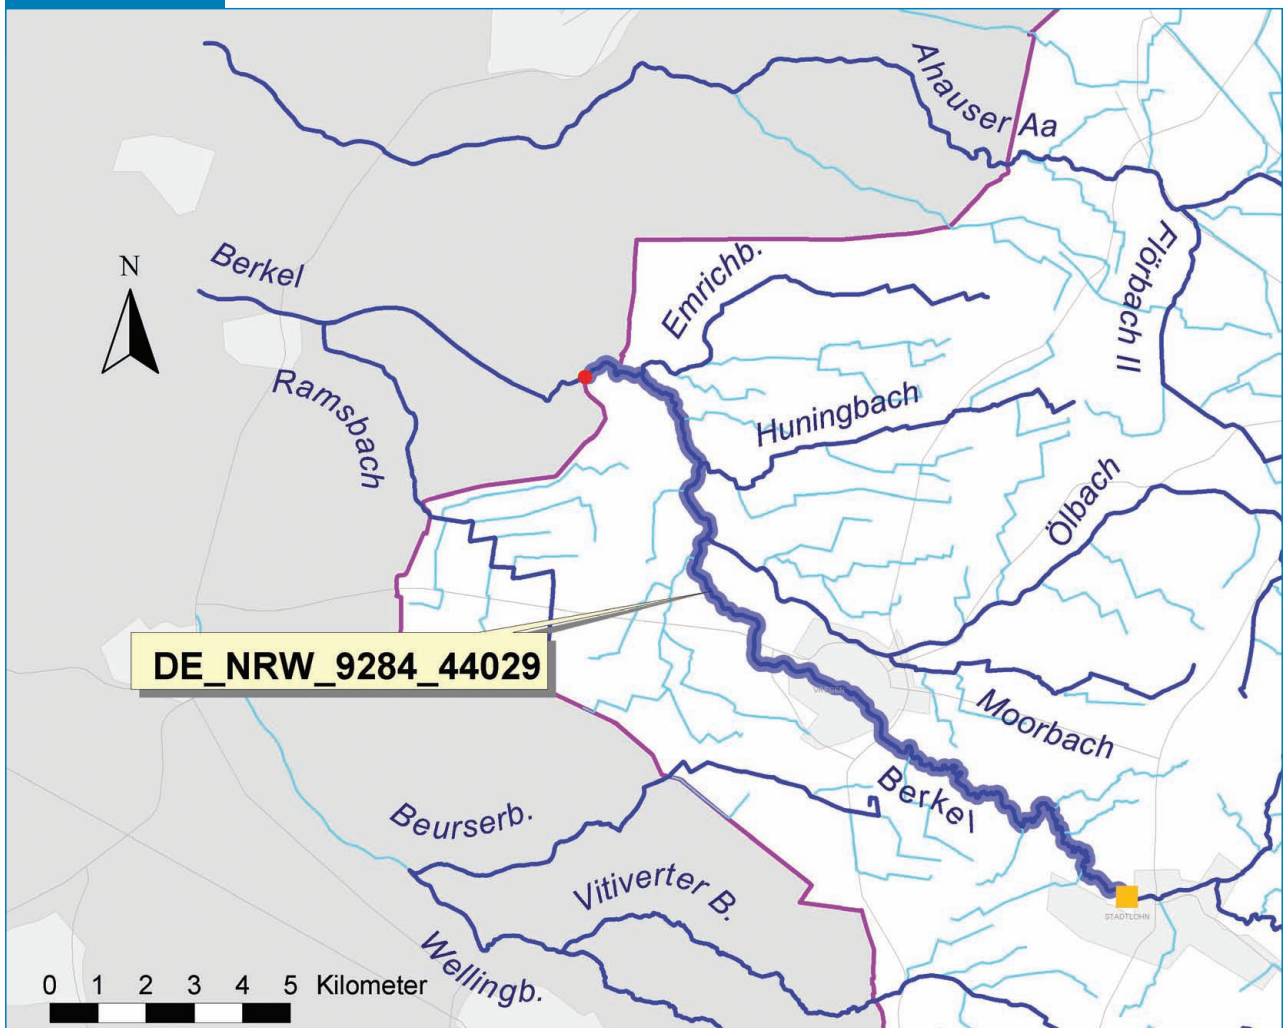 Ahauser Aa
Flörbach II
Berkel
Emrichb.
N
Ramsbach
Huningbach
Ölbach
DE_NRW_9284_44029
VREDEN
Moorbach
Berkel
Beurserb.
Vitiverter B.
STADTLOHN
Wellingb.
0 1 2 3 4 5 Kilometer